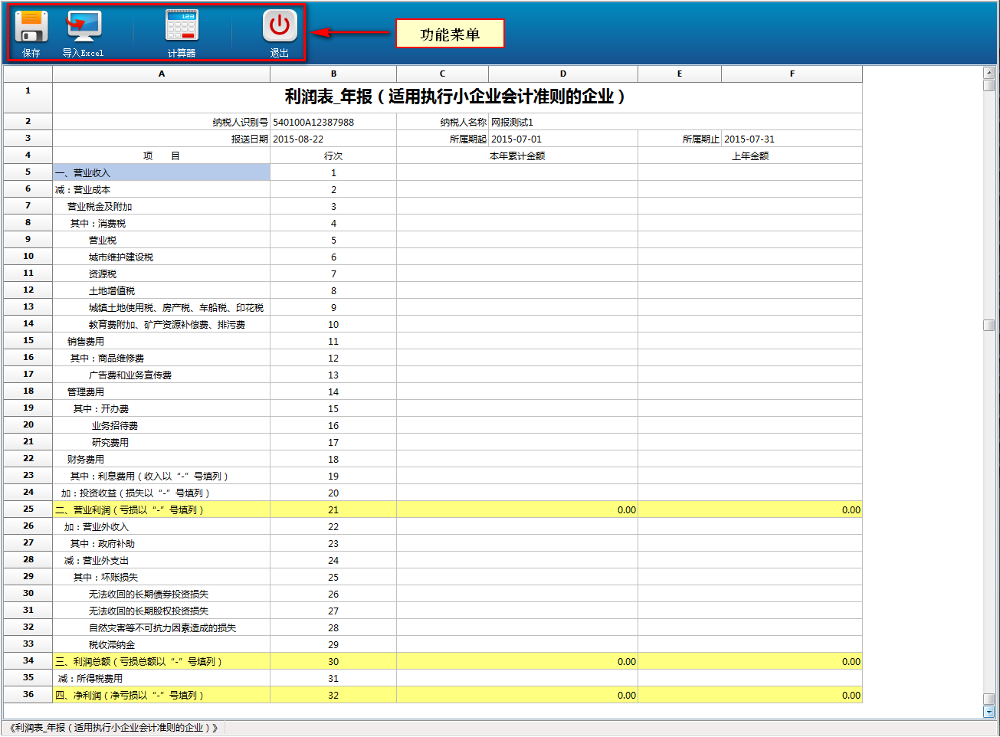 保存 导入Excel 计算器 退出 功能菜单
A B C D E F
1 利润表_年报（适用执行小企业会计准则的企业）
2 纳税人识别号 540100A12387988 纳税人名称 网报测试1
3 报送日期 2015-08-22 所属期起 2015-07-01 所属期止 2015-07-31
4 项 目 行次 本年累计金额 上年金额
5 一、营业收入 1
6 减：营业成本 2
7 营业税金及附加 3
8 其中：消费税 4
9 营业税 5
10 城市维护建设税 6
11 资源税 7
12 土地增值税 8
13 城镇土地使用税、房产税、车船税、印花税 9
14 教育费附加、矿产资源补偿费、排污费 10
15 销售费用 11
16 其中：商品维修费 12
17 广告费和业务宣传费 13
18 管理费用 14
19 其中：开办费 15
20 业务招待费 16
21 研究费用 17
22 财务费用 18
23 其中：利息费用（收入以“-”号填列） 19
24 加：投资收益（损失以“-”号填列） 20
25 二、营业利润（亏损以“-”号填列） 21 0.00 0.00
26 加：营业外收入 22
27 其中：政府补助 23
28 减：营业外支出 24
29 其中：坏账损失 25
30 无法收回的长期债券投资损失 26
31 无法收回的长期股权投资损失 27
32 自然灾害等不可抗力因素造成的损失 28
33 税收滞纳金 29
34 三、利润总额（亏损总额以“-”号填列） 30 0.00 0.00
35 减：所得税费用 31
36 四、净利润（净亏损以“-”号填列） 32 0.00 0.00
《利润表_年报（适用执行小企业会计准则的企业）》